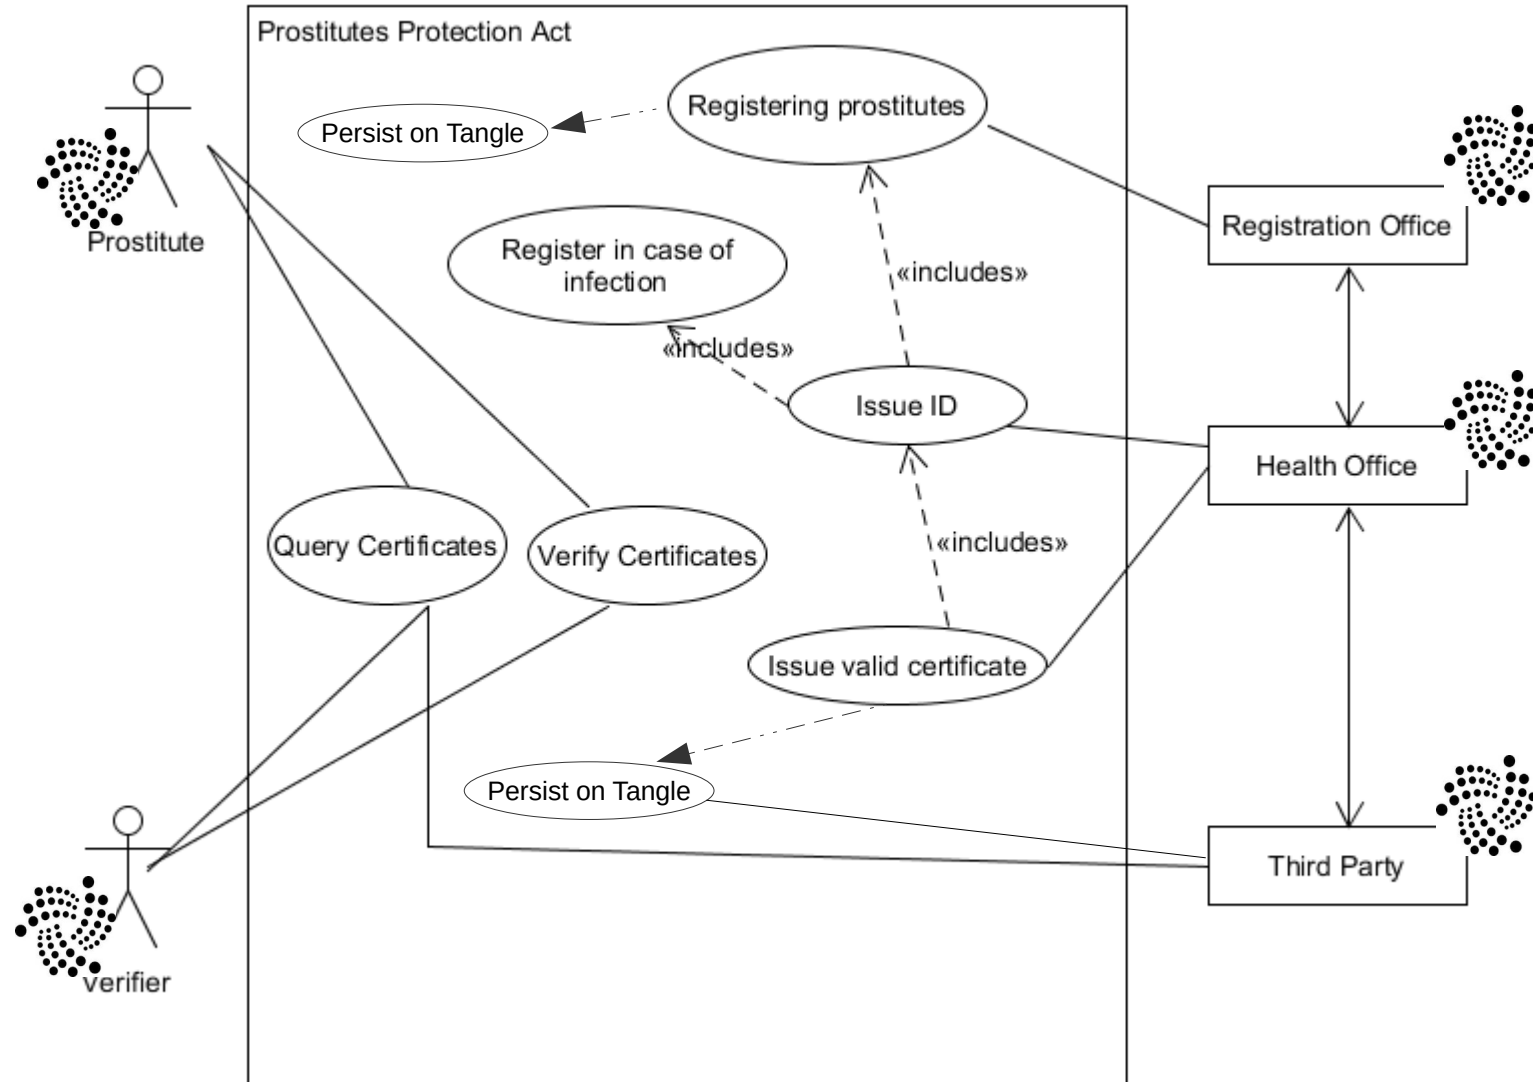 Prostitutes Protection Act
Registering prostitutes
Persist on Tangle
Prostitute
Registration Office
Register in case of
infection
«includes»
«includes»
Issue ID
Health Office
Query Certificates
Verify Certificates
«includes»
Issue valid certificate
Persist on Tangle
Third Party
verifier